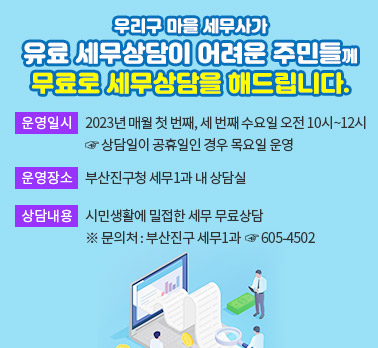 우리구 마을 세무사가
유료 세무상담이 어려운 주민들께
무료로 세무상담을 해드립니다.
운영일시 2023년 매월 첫 번째, 세 번째 수요일 오전 10시~12시
☞ 상담일이 공휴일인 경우 목요일 운영
운영장소 부산진구청 세무1과 내 상담실
상담내용 시민생활에 밀접한 세무 무료상담
※ 문의처 : 부산진구 세무1과 ☞ 605-4502